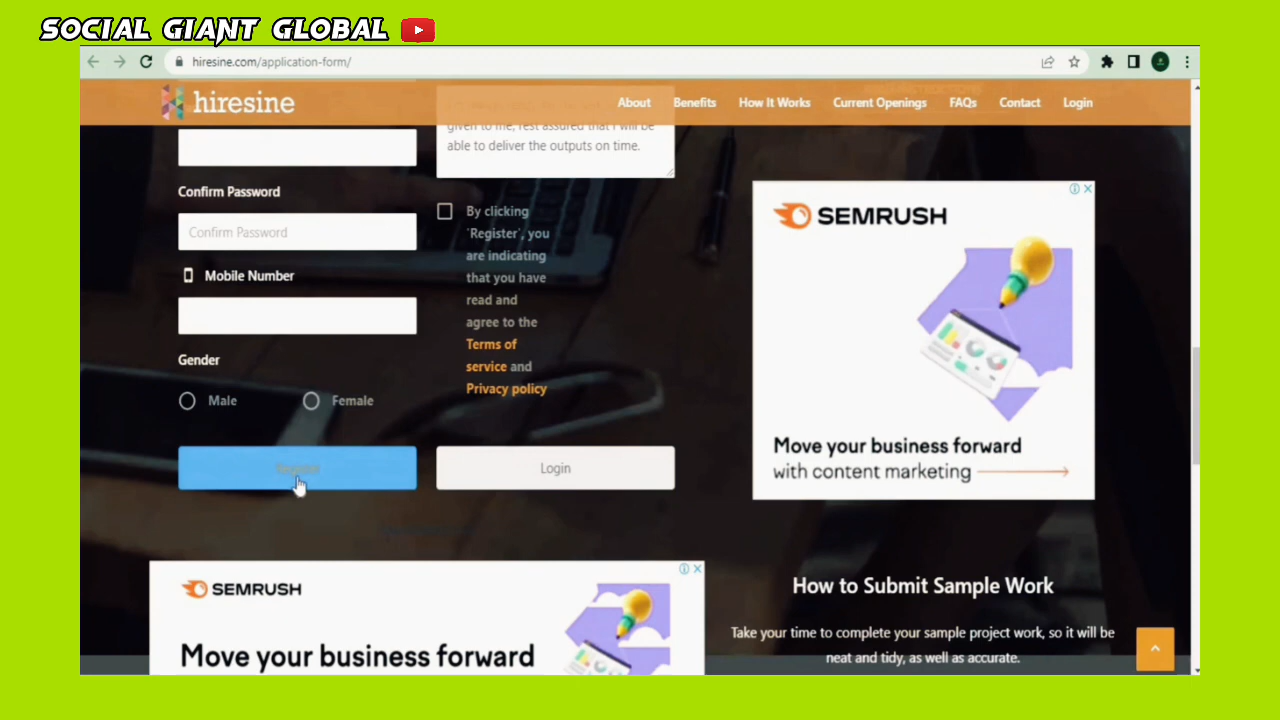 SOCIAL GIANT GLOBAL
hiresine.com/application-form/
hiresine
About Benefits How It Works Current Openings FAQs Contact Login
given to me, rest assured that I will be
able to deliver the outputs on time.
Confirm Password
Confirm Password
Mobile Number
Gender
Male Female
By clicking
'Register', you
are indicating
that you have
read and
agree to the
Terms of
service and
Privacy policy
Login
SEMRUSH
Move your business forward
with content marketing
SEMRUSH
Move your business forward
How to Submit Sample Work
Take your time to complete your sample project work, so it will be
neat and tidy, as well as accurate.